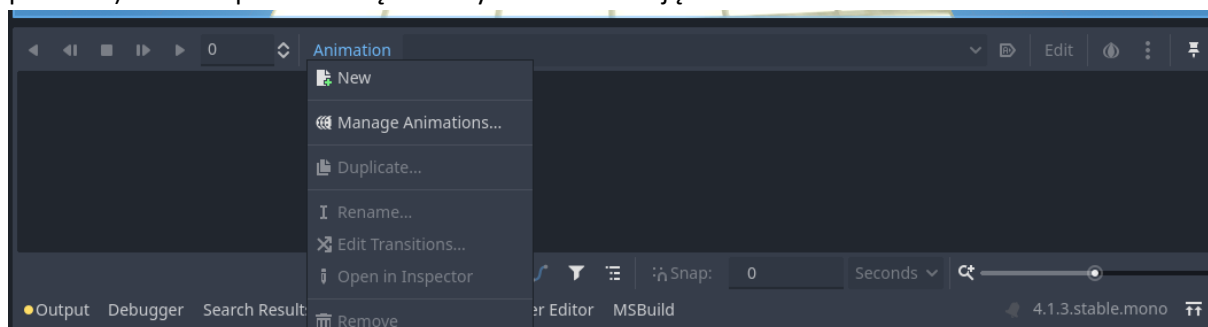 0 Animation Edit
New
Manage Animations...
Duplicate...
Rename...
Edit Transitions...
Open in Inspector
Snap: 0 Seconds
Remove
Output Debugger Search Result er Editor MSBuild 4.1.3.stable.mono